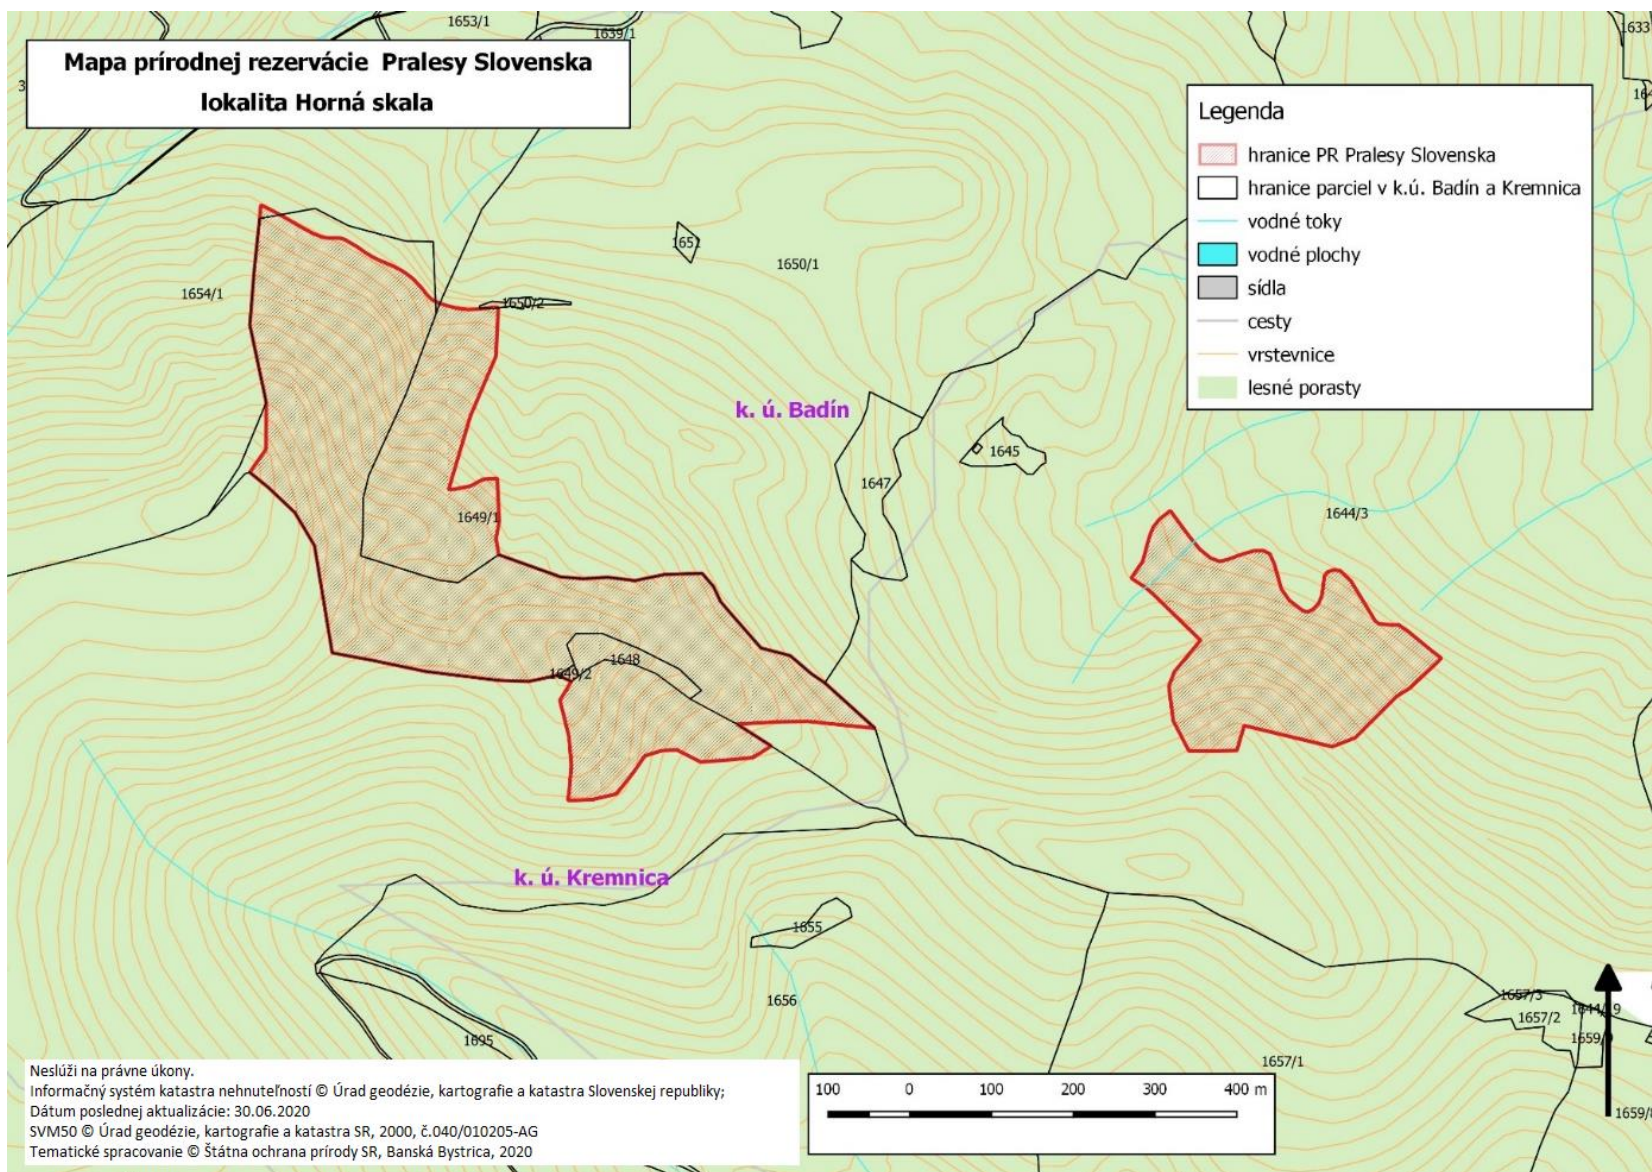 1653/1
1639/1
1633
Mapa prírodnej rezervácie Pralesy Slovenska
lokalita Horná skala
Legenda
hranice PR Pralesy Slovenska
hranice parciel v k.ú. Badín a Kremnica
vodné toky
vodné plochy
sídla
cesty
vrstevnice
lesné porasty
1652
1650/1
1654/1
1650/2
k. ú. Badín
1645
1647
1649/1
1644/3
1648
1649/2
k. ú. Kremnica
1655
1656
1657/3
1657/2
1695
1657/1
Neslúži na právne úkony.
Informačný systém katastra nehnuteľností © Úrad geodézie, kartografie a katastra Slovenskej republiky;
Dátum poslednej aktualizácie: 30.06.2020
SVM50 © Úrad geodézie, kartografie a katastra SR, 2000, č.040/010205-AG
Tematické spracovanie © Štátna ochrana prírody SR, Banská Bystrica, 2020
100 0 100 200 300 400 m